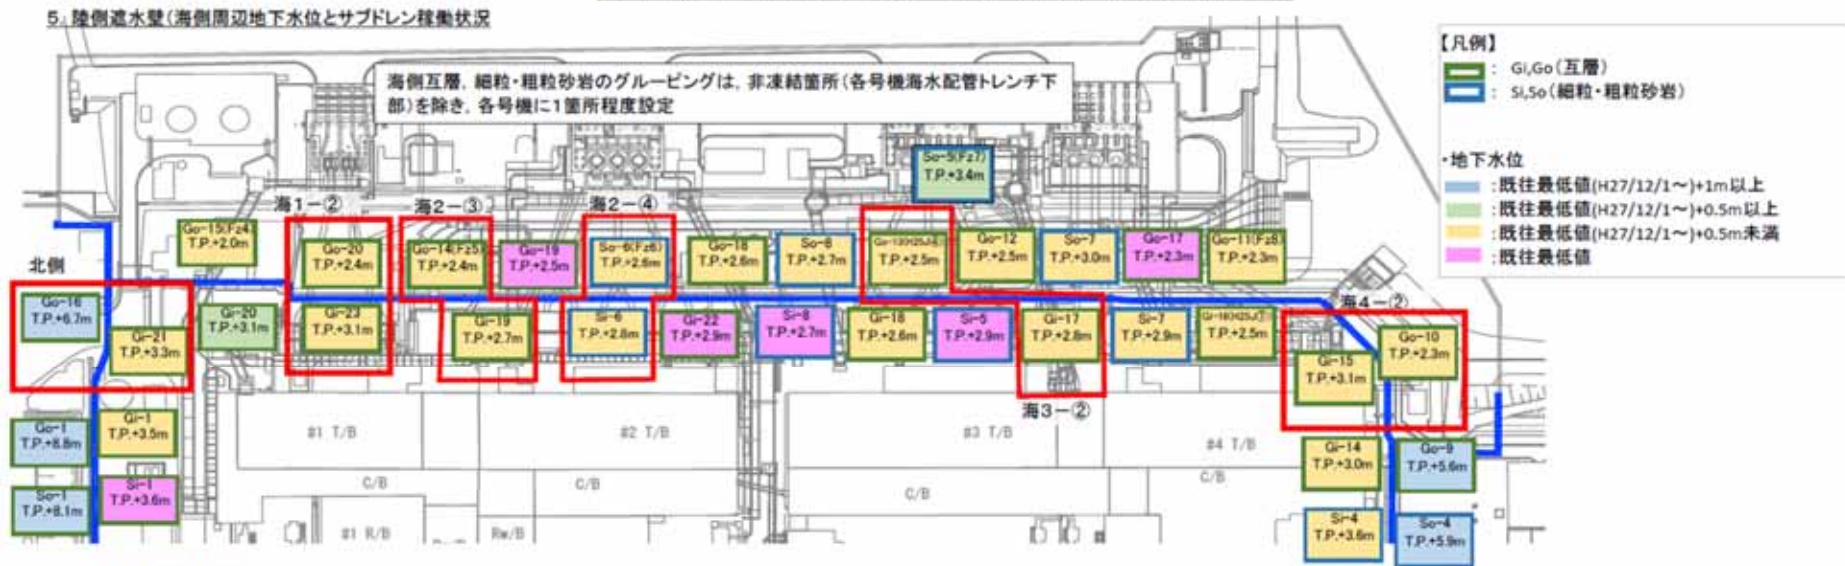 5. 陸側遮水壁(海側周辺地下水位とサブドレン稼働状況
海側互層，細粒・粗粒砂岩のグルーピングは，非凍結箇所(各号機海水配管トレンチ下
部)を除き，各号機に1箇所程度設定
【凡例】
： Gi,Go(互層)
： Si,So(細粒・粗粒砂岩)
・地下水位
：既往最低値(H27/12/1～)+1m以上
：既往最低値(H27/12/1～)+0.5m以上
：既往最低値(H27/12/1～)+0.5m未満
：既往最低値
So-5(Fz7)
T.P.+3.4m
海1－②
海2－③
海2－④
Go-15(Fz4)
T.P.+2.0m
Go-20
T.P.+2.4m
Go-14(Fz5)
T.P.+2.4m
Go-19
T.P.+2.5m
So-6(Fz6)
T.P.+2.6m
Go-18
T.P.+2.6m
So-8
T.P.+2.7m
T.P.+2.5m
Go-12
T.P.+2.5m
So-7
T.P.+3.0m
Go-17
T.P.+2.3m
Go-11(Fz8)
T.P.+2.3m
北側
Go-16
T.P.+6.7m
Gi-21
T.P.+3.3m
Gi-20
T.P.+3.1m
Gi-23
T.P.+3.1m
Gi-19
T.P.+2.7m
Si-6
T.P.+2.8m
Gi-22
T.P.+2.9m
Si-8
T.P.+2.7m
Gi-18
T.P.+2.6m
Si-5
T.P.+2.9m
Gi-17
T.P.+2.8m
Si-7
T.P.+2.9m
T.P.+2.5m
海4－②
Go-10
T.P.+2.3m
Gi-15
T.P.+3.1m
海3－②
Go-1
T.P.+8.8m
Gi-1
T.P.+3.5m
So-1
T.P.+8.1m
Si-1
T.P.+3.6m
#1 T/B
#2 T/B
#3 T/B
#4 T/B
C/B
C/B
C/B
C/B
#1 R/B
Rw/B
Gi-14
T.P.+3.0m
Go-9
T.P.+5.6m
Si-4
T.P.+3.6m
So-4
T.P.+5.9m